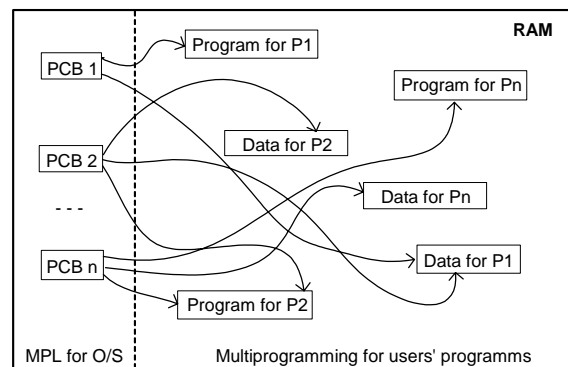 RAM
Program for P1
PCB 1
Program for Pn
Data for P2
PCB 2
Data for Pn
- - -
PCB n
Data for P1
Program for P2
MPL for O/S
Multiprogramming for users' programms